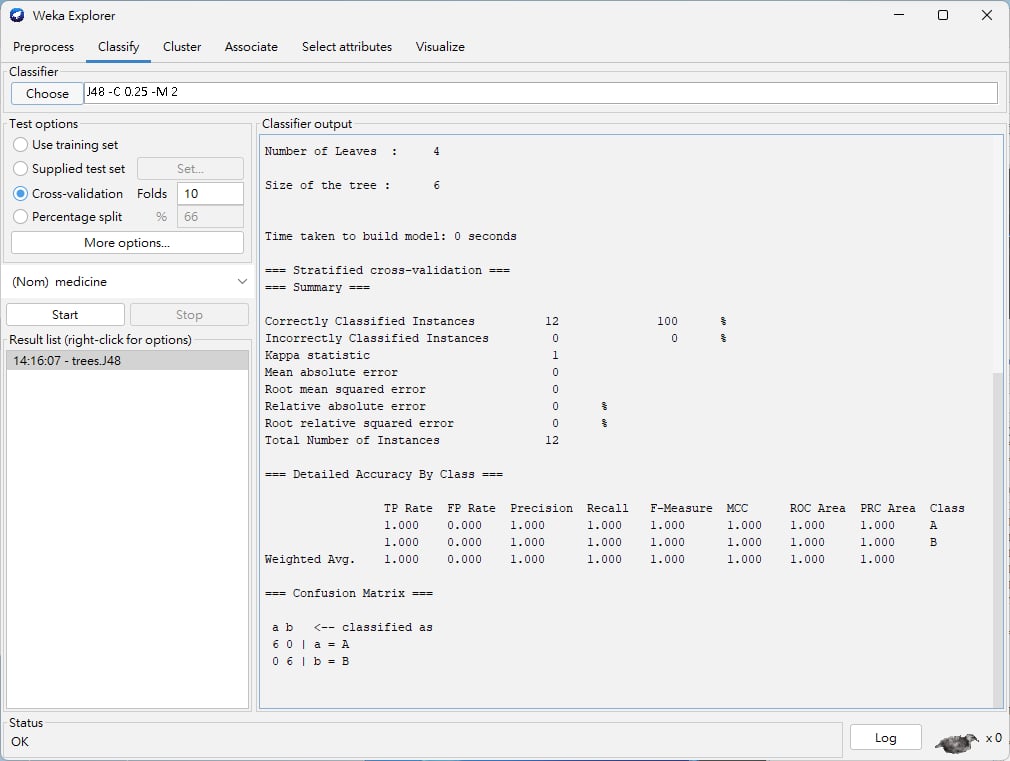 Weka Explorer
Preprocess Classify Cluster Associate Select attributes Visualize
Classifier
Choose J48 -C 0.25 -M 2
Test options
Use training set
Supplied test set Set...
Cross-validation Folds 10
Percentage split % 66
More options...
(Nom) medicine
Start Stop
Result list (right-click for options)
14:16:07 - trees.J48
Classifier output
Number of Leaves : 4
Size of the tree : 6
Time taken to build model: 0 seconds
=== Stratified cross-validation ===
=== Summary ===
Correctly Classified Instances 12 100 %
Incorrectly Classified Instances 0 0 %
Kappa statistic 1
Mean absolute error 0
Root mean squared error 0
Relative absolute error 0 %
Root relative squared error 0 %
Total Number of Instances 12
=== Detailed Accuracy By Class ===
TP Rate FP Rate Precision Recall F-Measure MCC ROC Area PRC Area Class
1.000 0.000 1.000 1.000 1.000 1.000 1.000 1.000 A
1.000 0.000 1.000 1.000 1.000 1.000 1.000 1.000 B
Weighted Avg. 1.000 0.000 1.000 1.000 1.000 1.000 1.000 1.000
=== Confusion Matrix ===
a b <-- classified as
6 0 | a = A
0 6 | b = B
Status
OK
Log x 0